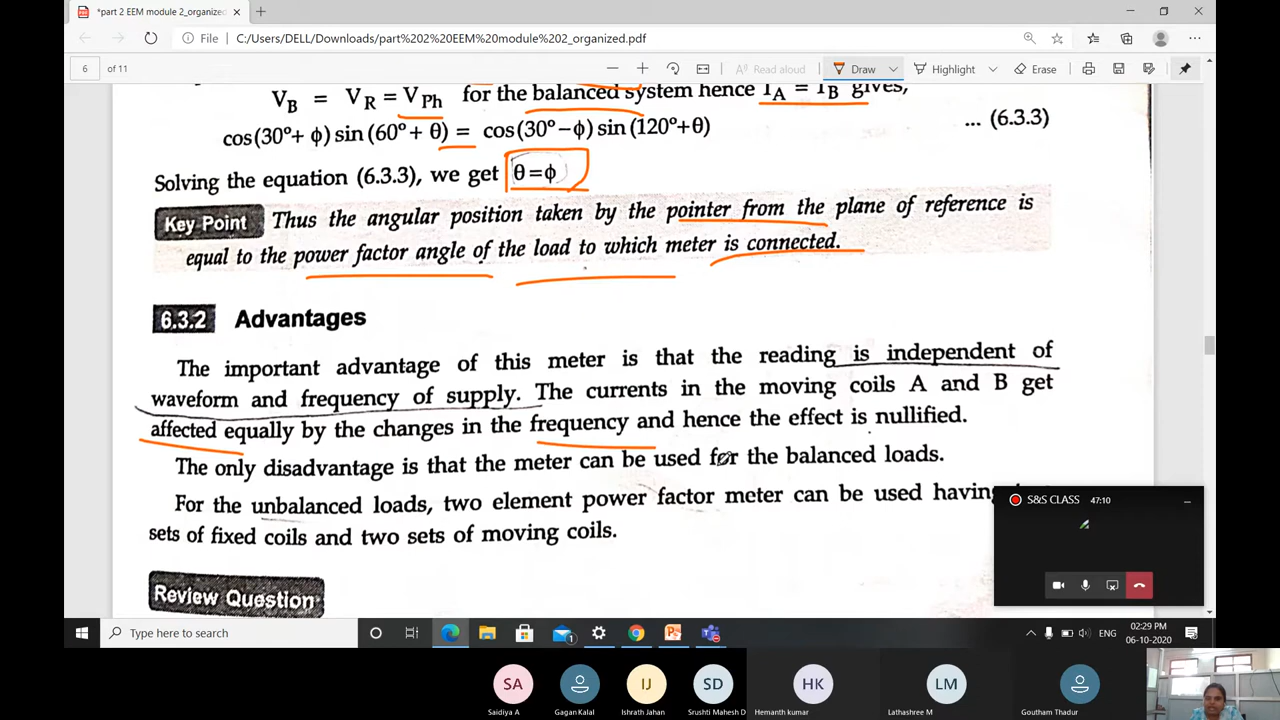 *part 2 EEM module 2_organized
File C:/Users/DELL/Downloads/part%202%20EEM%20module%202_organized.pdf
6 of 11 Read aloud Draw Highlight Erase
V_B = V_R = V_Ph for the balanced system hence I_A = I_B gives,
cos(30°+ ϕ) sin (60°+ θ) = cos(30°−ϕ) sin (120°+θ) ... (6.3.3)
Solving the equation (6.3.3), we get θ=ϕ
Key Point Thus the angular position taken by the pointer from the plane of reference is
equal to the power factor angle of the load to which meter is connected.
6.3.2 Advantages
The important advantage of this meter is that the reading is independent of
waveform and frequency of supply. The currents in the moving coils A and B get
affected equally by the changes in the frequency and hence the effect is nullified.
The only disadvantage is that the meter can be used for the balanced loads.
For the unbalanced loads, two element power factor meter can be used having
sets of fixed coils and two sets of moving coils.
Review Question
S&S CLASS 47:10
Type here to search
1
ENG
02:29 PM
06-10-2020
SA
IJ
SD
HK
LM
Saidiya A
Gagan Kalal
Ishrath Jahan
Srushti Mahesh D
Hemanth kumar
Lathashree M
Goutham Thadur